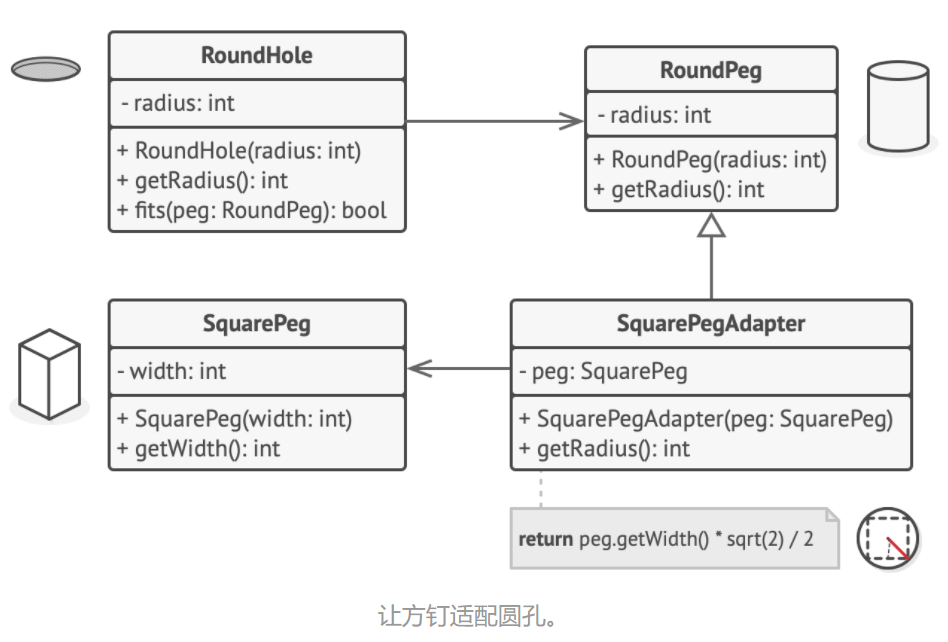 RoundHole
- radius: int
+ RoundHole(radius: int)
+ getRadius(): int
+ fits(peg: RoundPeg): bool
RoundPeg
- radius: int
+ RoundPeg(radius: int)
+ getRadius(): int
SquarePeg
- width: int
+ SquarePeg(width: int)
+ getWidth(): int
SquarePegAdapter
- peg: SquarePeg
+ SquarePegAdapter(peg: SquarePeg)
+ getRadius(): int
return peg.getWidth() * sqrt(2) / 2
让方钉适配圆孔。